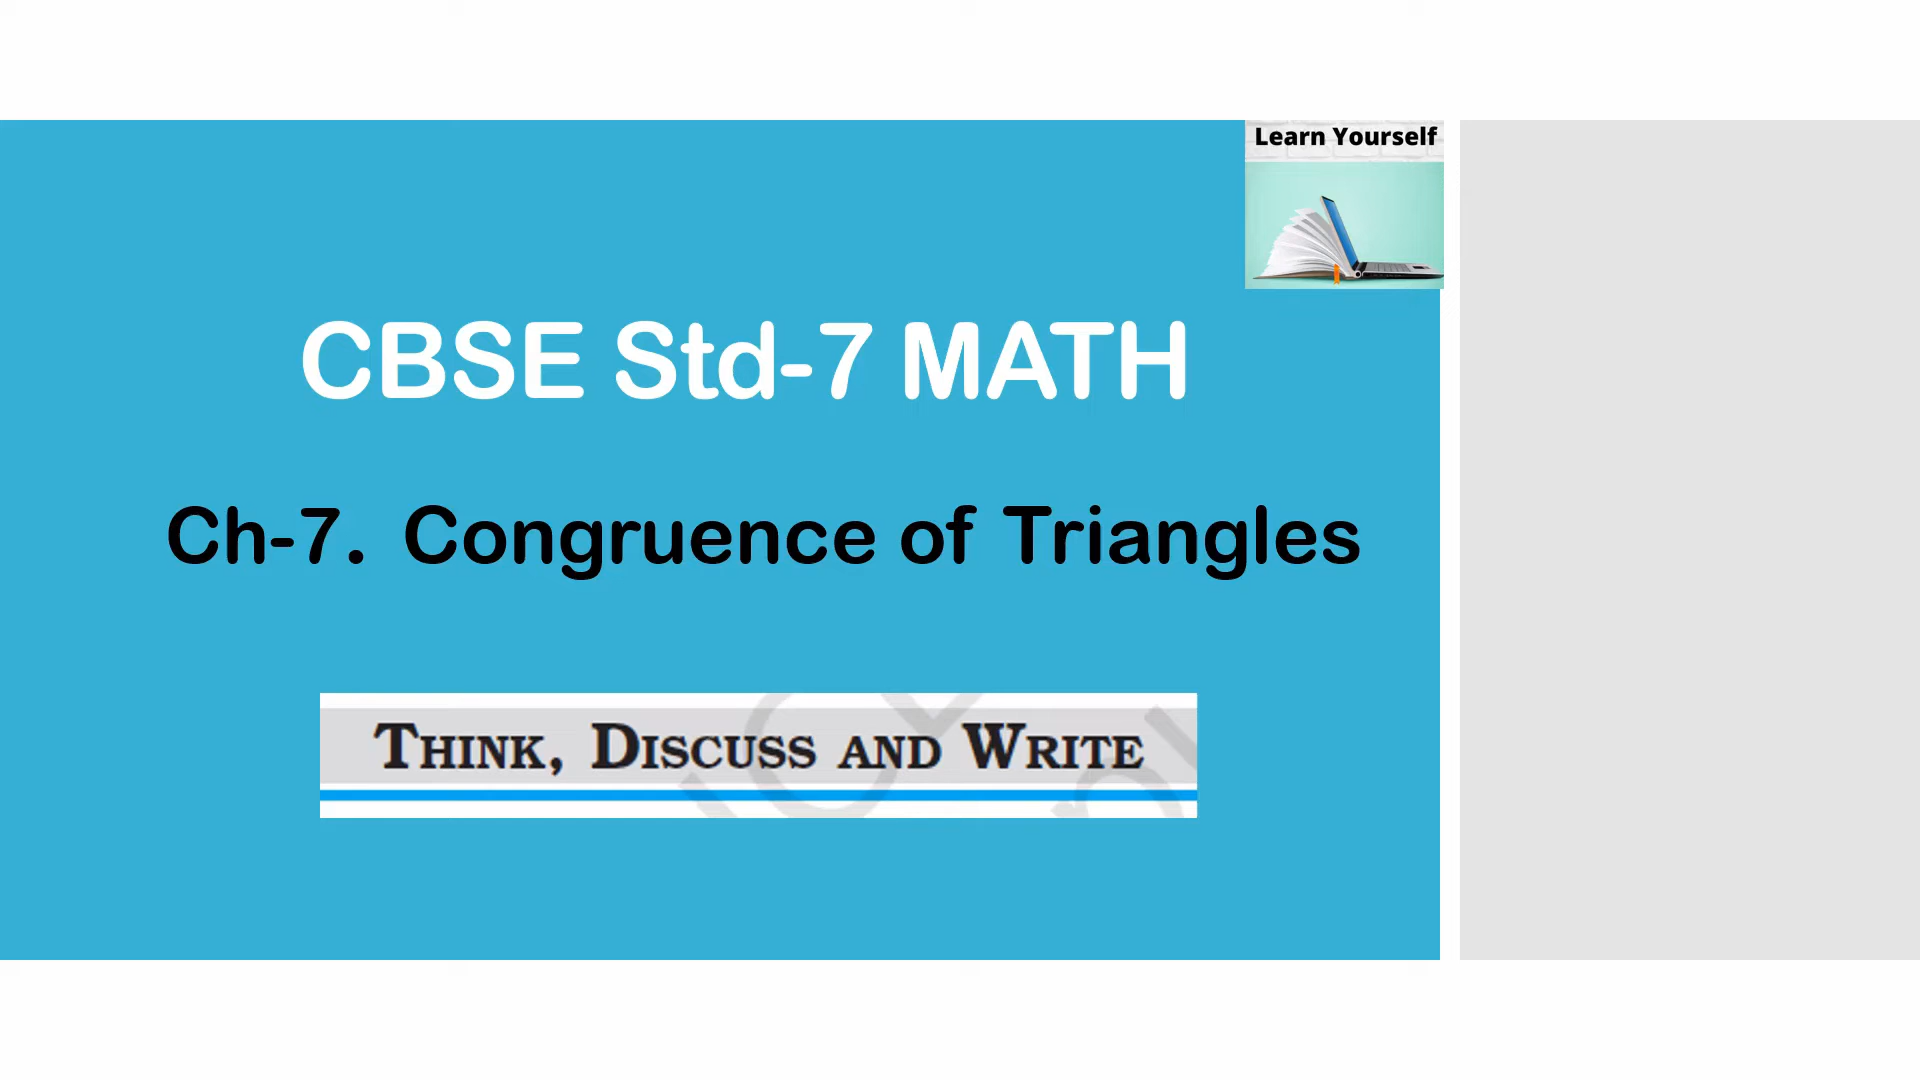 Learn Yourself
CBSE Std-7 MATH
Ch-7. Congruence of Triangles
THINK, DISCUSS AND WRITE